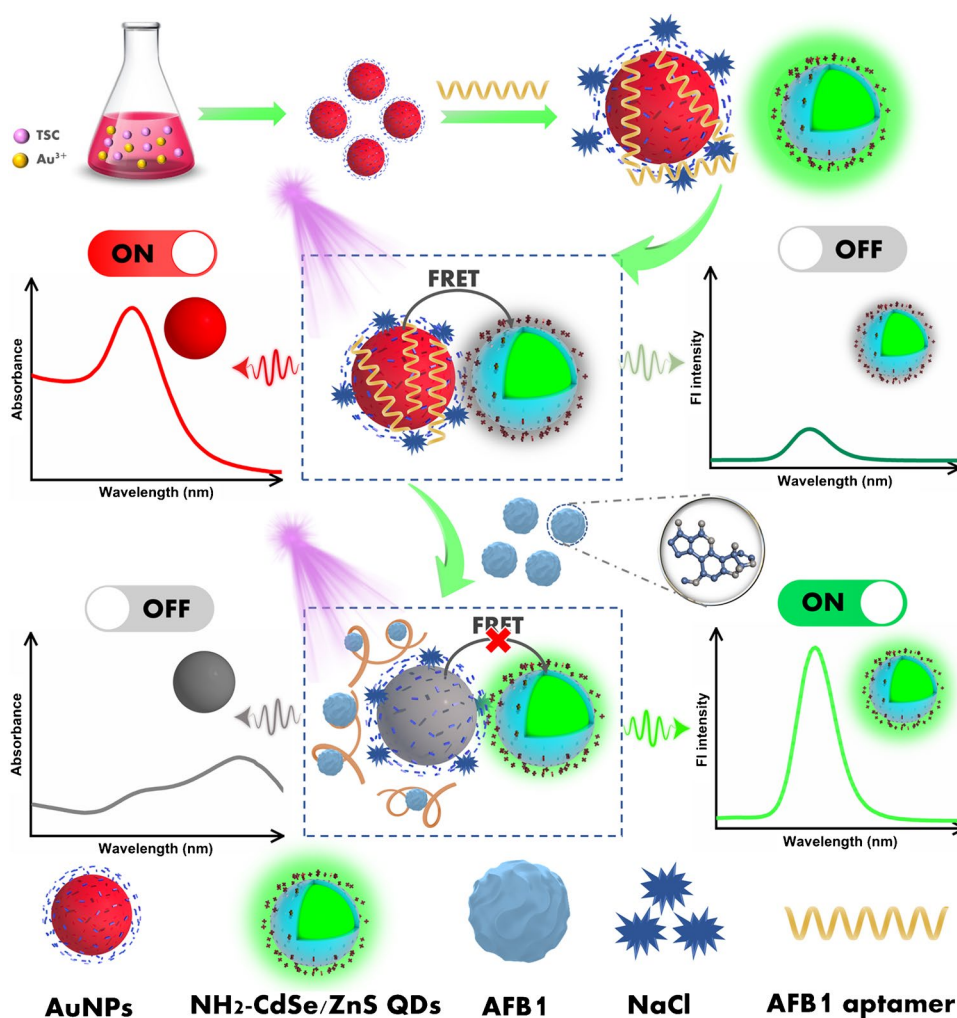 TSC
Au³⁺
ON
OFF
FRET
Absorbance
Wavelength (nm)
FI intensity
Wavelength (nm)
OFF
ON
FRET
Absorbance
Wavelength (nm)
FI intensity
Wavelength (nm)
AuNPs
NH₂-CdSe/ZnS QDs
AFB1
NaCl
AFB1 aptamer